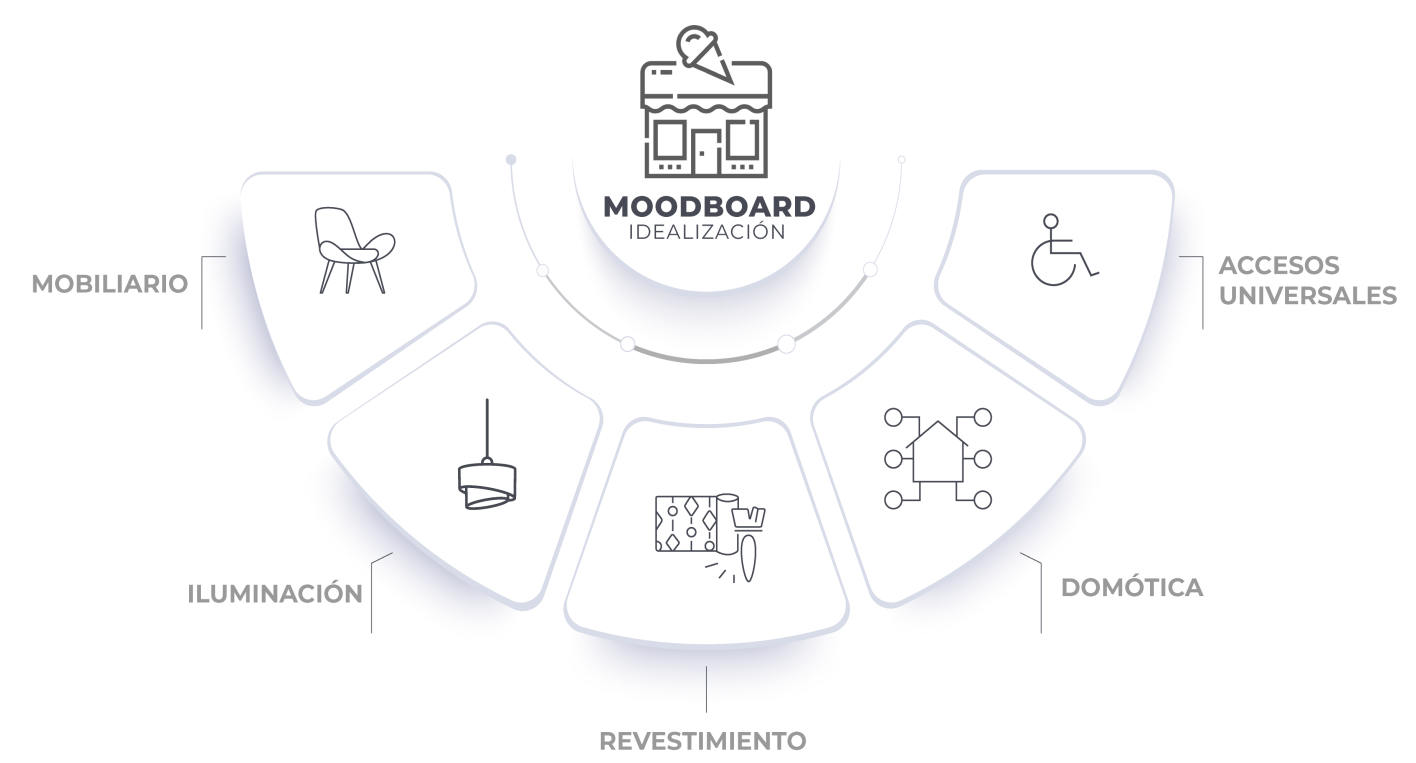 MOODBOARD
IDEALIZACIÓN
MOBILIARIO
ACCESOS
UNIVERSALES
ILUMINACIÓN
DOMÓTICA
REVESTIMIENTO